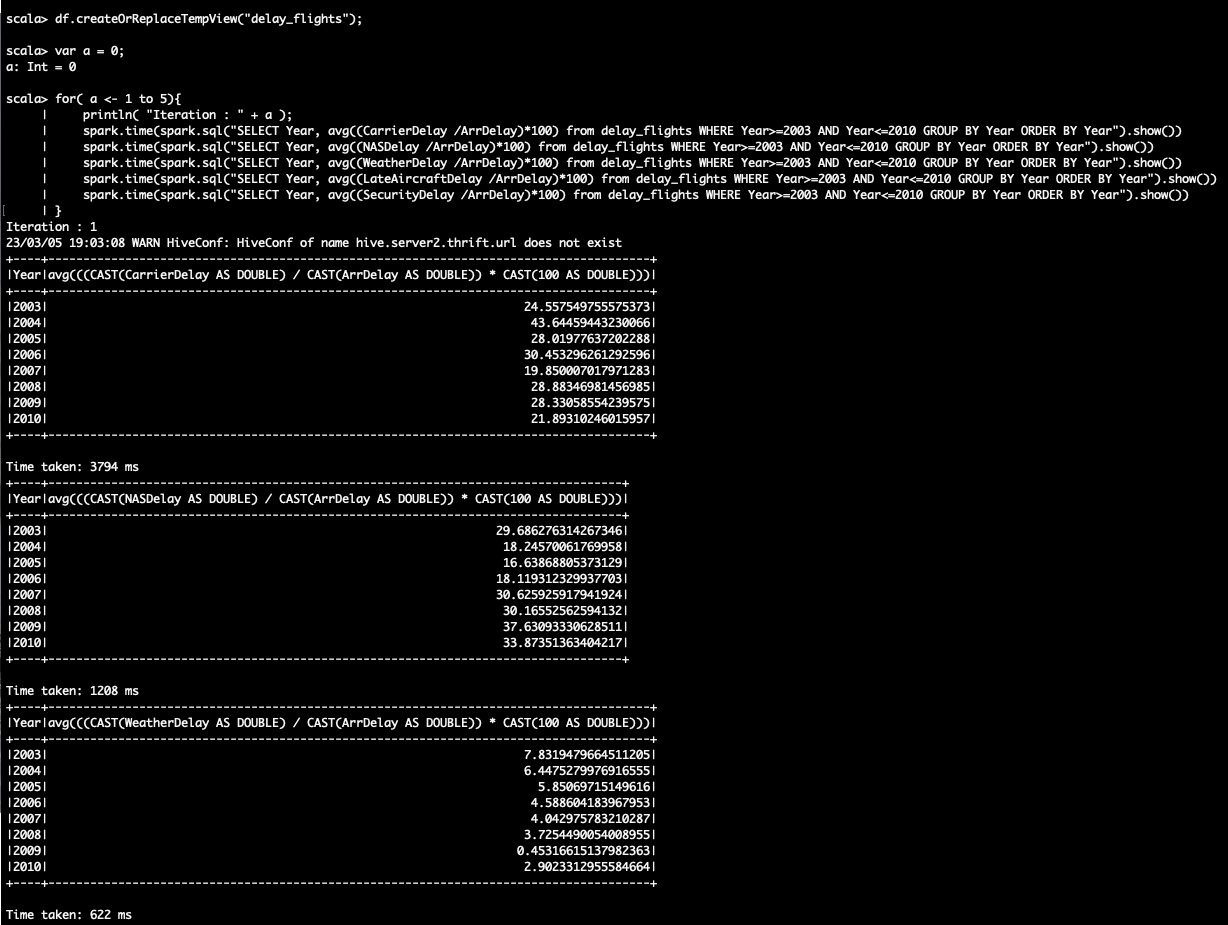 scala> df.createOrReplaceTempView("delay_flights");
scala> var a = 0;
a: Int = 0
scala> for( a <- 1 to 5){
| println( "Iteration : " + a );
| spark.time(spark.sql("SELECT Year, avg((CarrierDelay /ArrDelay)*100) from delay_flights WHERE Year>=2003 AND Year<=2010 GROUP BY Year ORDER BY Year").show())
| spark.time(spark.sql("SELECT Year, avg((NASDelay /ArrDelay)*100) from delay_flights WHERE Year>=2003 AND Year<=2010 GROUP BY Year ORDER BY Year").show())
| spark.time(spark.sql("SELECT Year, avg((WeatherDelay /ArrDelay)*100) from delay_flights WHERE Year>=2003 AND Year<=2010 GROUP BY Year ORDER BY Year").show())
| spark.time(spark.sql("SELECT Year, avg((LateAircraftDelay /ArrDelay)*100) from delay_flights WHERE Year>=2003 AND Year<=2010 GROUP BY Year ORDER BY Year").show())
| spark.time(spark.sql("SELECT Year, avg((SecurityDelay /ArrDelay)*100) from delay_flights WHERE Year>=2003 AND Year<=2010 GROUP BY Year ORDER BY Year").show())
| }
Iteration : 1
23/03/05 19:03:08 WARN HiveConf: HiveConf of name hive.server2.thrift.url does not exist
|Year|avg(((CAST(CarrierDelay AS DOUBLE) / CAST(ArrDelay AS DOUBLE)) * CAST(100 AS DOUBLE)))|
|2003| 24.557549755575373|
|2004| 43.64459443230066|
|2005| 28.01977637202288|
|2006| 30.453296261292596|
|2007| 19.850007017971283|
|2008| 28.88346981456985|
|2009| 28.33058554239575|
|2010| 21.89310246015957|
Time taken: 3794 ms
|Year|avg(((CAST(NASDelay AS DOUBLE) / CAST(ArrDelay AS DOUBLE)) * CAST(100 AS DOUBLE)))|
|2003| 29.686276314267346|
|2004| 18.24570061769958|
|2005| 16.63868805373129|
|2006| 18.119312329937703|
|2007| 30.625925917941924|
|2008| 30.16552562594132|
|2009| 37.63093330628511|
|2010| 33.87351363404217|
Time taken: 1208 ms
|Year|avg(((CAST(WeatherDelay AS DOUBLE) / CAST(ArrDelay AS DOUBLE)) * CAST(100 AS DOUBLE)))|
|2003| 7.8319479664511205|
|2004| 6.4475279976916555|
|2005| 5.85069715149616|
|2006| 4.588604183967953|
|2007| 4.042975783210287|
|2008| 3.7254490054008955|
|2009| 0.45316615137982363|
|2010| 2.9023312955584664|
Time taken: 622 ms